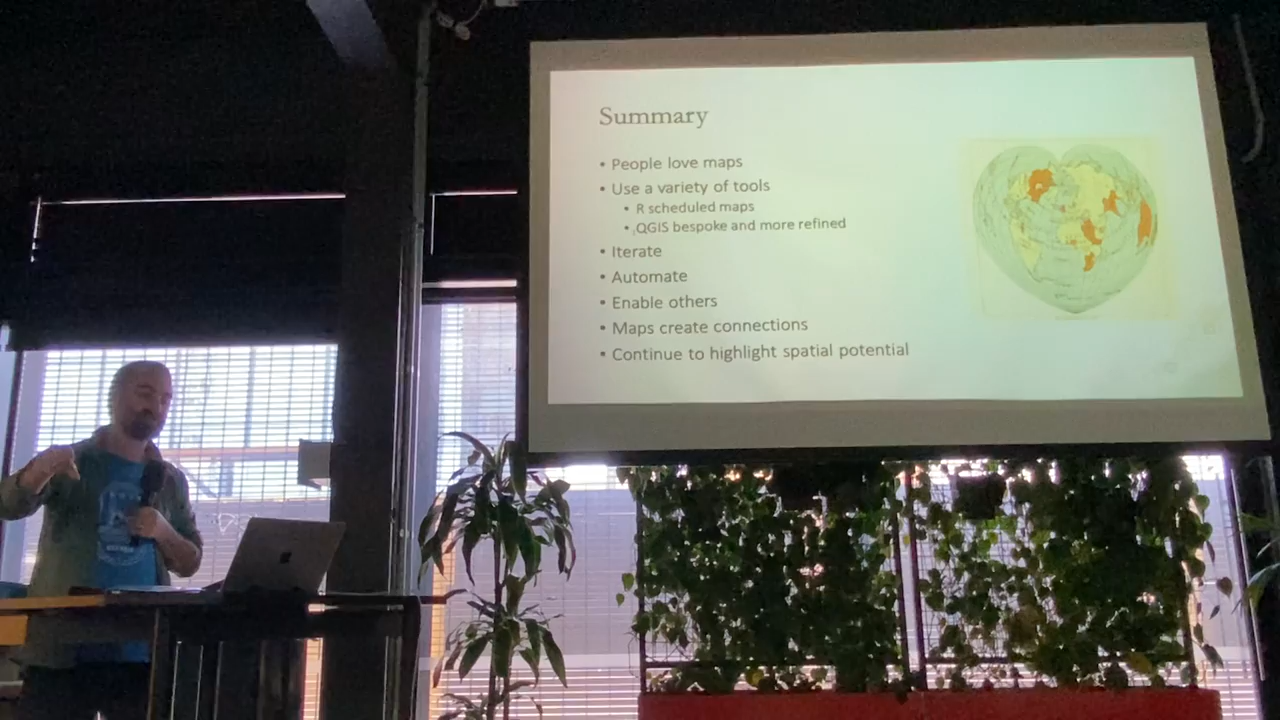 Summary
• People love maps
• Use a variety of tools
• R scheduled maps
• QGIS bespoke and more refined
• Iterate
• Automate
• Enable others
• Maps create connections
• Continue to highlight spatial potential